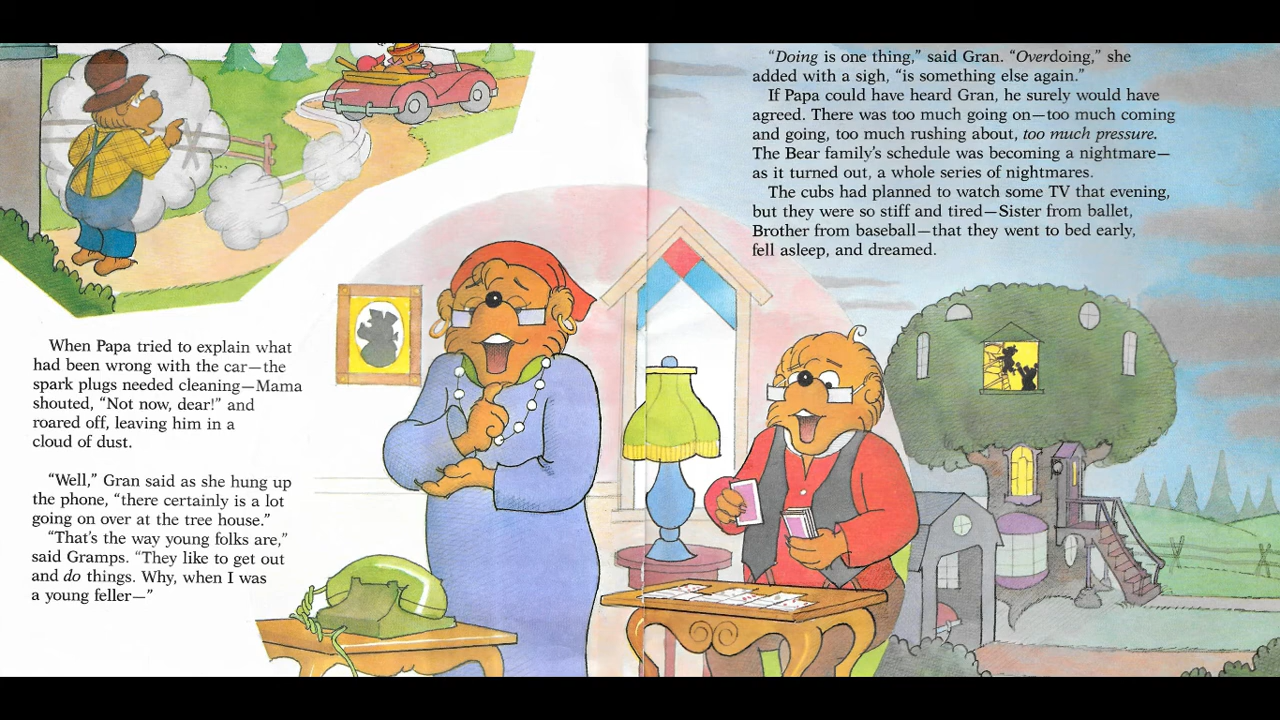 When Papa tried to explain what
had been wrong with the car—the
spark plugs needed cleaning—Mama
shouted, “Not now, dear!” and
roared off, leaving him in a
cloud of dust.
“Well,” Gran said as she hung up
the phone, “there certainly is a lot
going on over at the tree house.”
“That’s the way young folks are,”
said Gramps. “They like to get out
and do things. Why, when I was
a young feller—”
“Doing is one thing,” said Gran. “Overdoing,” she
added with a sigh, “is something else again.”
If Papa could have heard Gran, he surely would have
agreed. There was too much going on—too much coming
and going, too much rushing about, too much pressure.
The Bear family’s schedule was becoming a nightmare—
as it turned out, a whole series of nightmares.
The cubs had planned to watch some TV that evening,
but they were so stiff and tired—Sister from ballet,
Brother from baseball—that they went to bed early,
fell asleep, and dreamed.